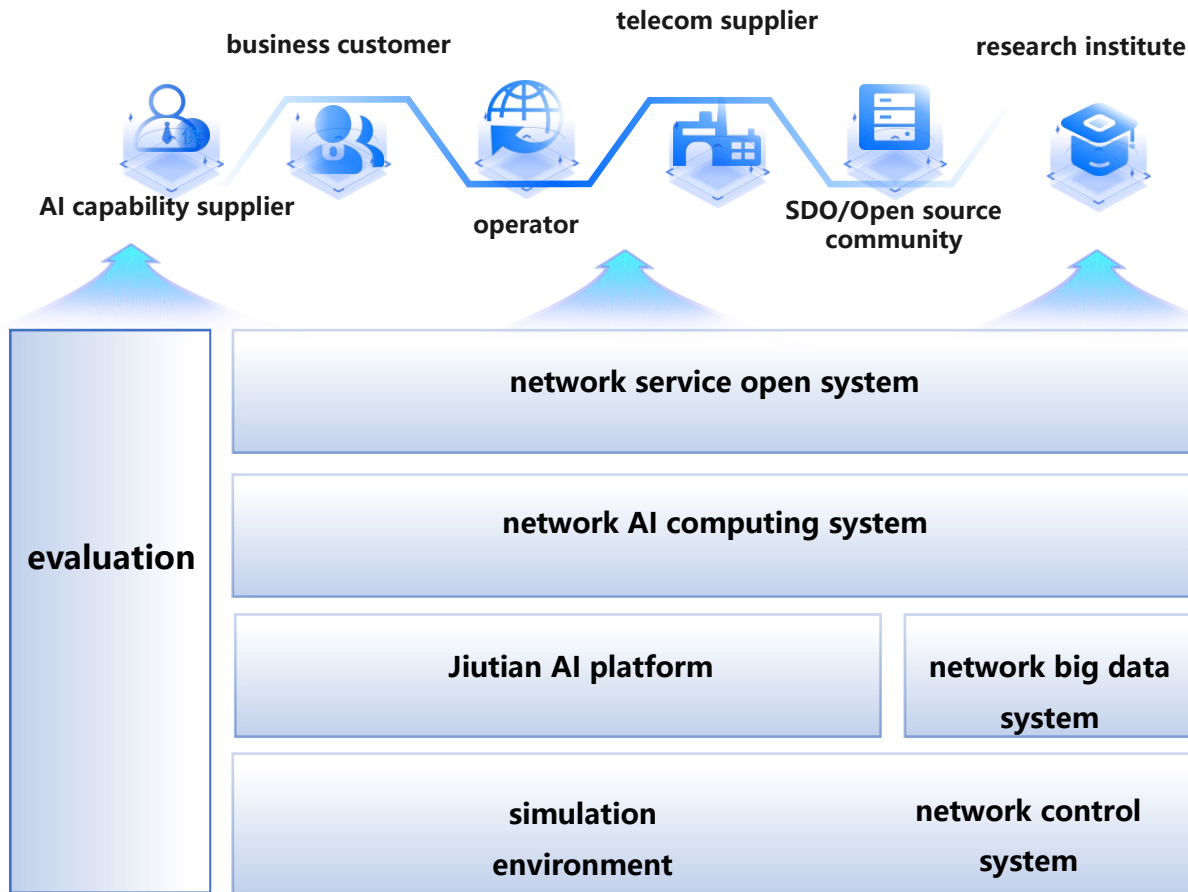 telecom supplier
business customer
research institute
AI capability supplier
operator
SDO/Open source
community
network service open system
network AI computing system
evaluation
Jiutian AI platform
network big data
system
simulation
environment
network control
system